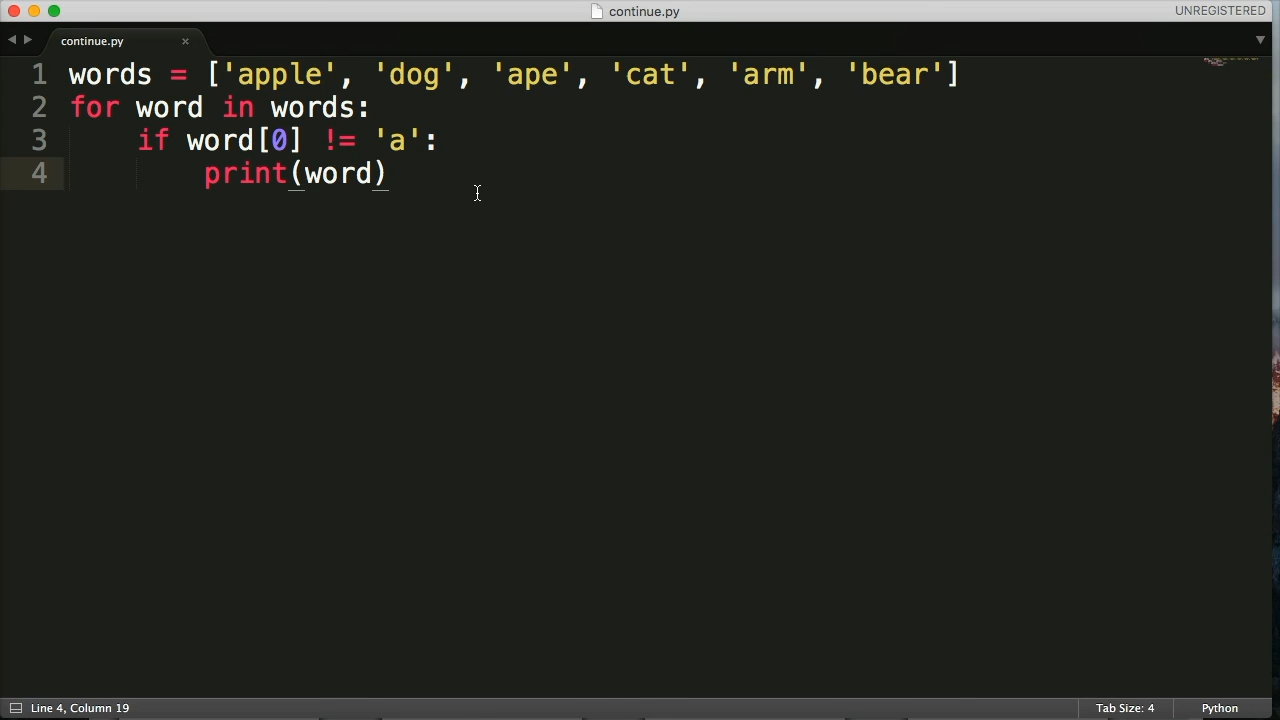 continue.py
UNREGISTERED
continue.py ×
1 words = ['apple', 'dog', 'ape', 'cat', 'arm', 'bear']
2 for word in words:
3     if word[0] != 'a':
4         print(word)
Line 4, Column 19
Tab Size: 4
Python